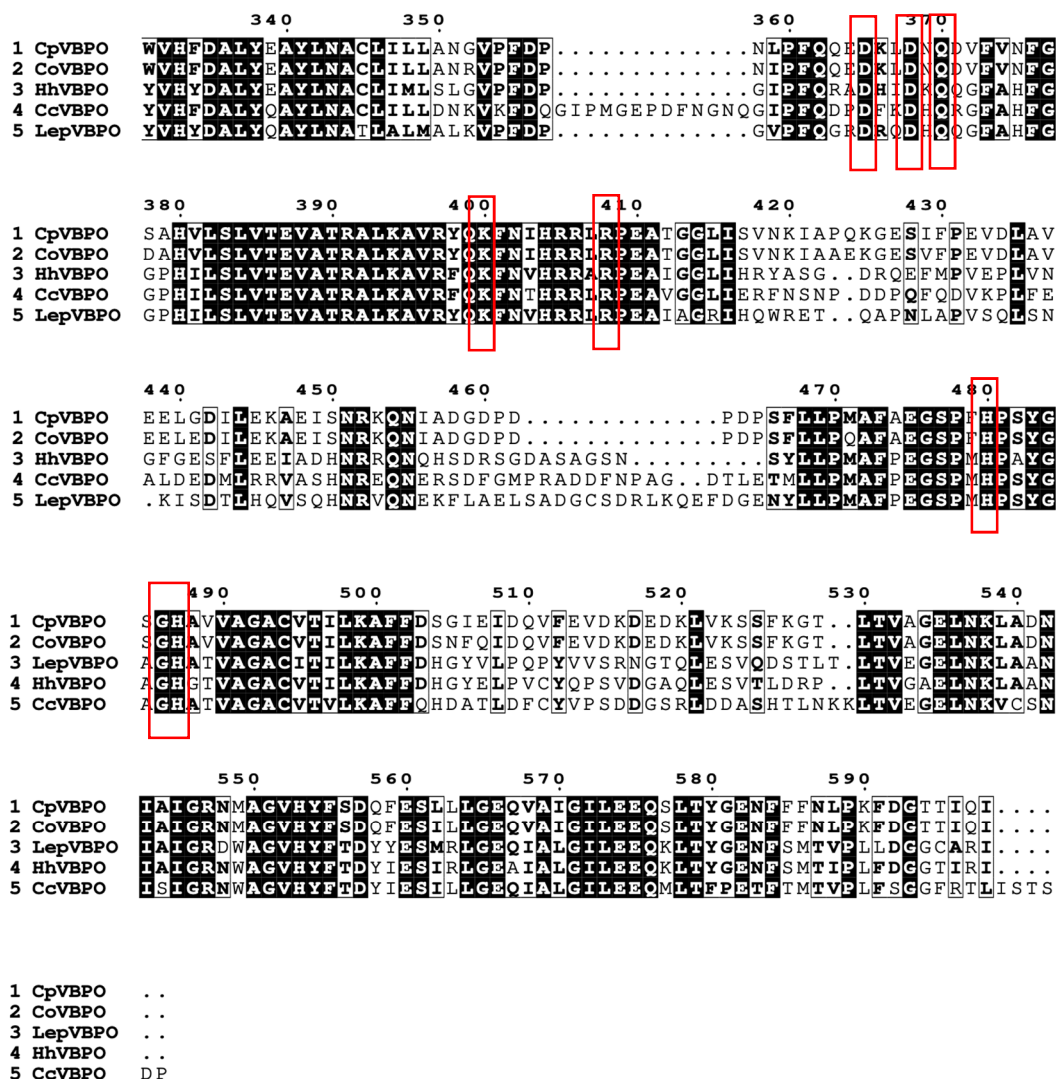 340 350 360 370
1 CpVBPO WVHFDALYEAYLNACLILLANGVPFDP.............NLPFQQEDKLDNQDVFVNFG
2 CoVBPO WVHFDALYEAYLNACLILLANRVPFDP.............NIPFQQEDKLDNQDVFVNFG
3 HhVBPO YVHYDALYEAYLNACLIMLSLGVPFDP.............GIPFQRADHIDKQQGFAHFG
4 CcVBPO YVHYDALYQAYLNACLILLDNKVKFDQGIPMGEPDFNGNQGIPFQDPDFKDHQRGFAHFG
5 LepVBPO YVHYDALYQAYLNATLALMALKVPFDP.............GVPFQGRDRQDHQQGFAHFG
380 390 400 410 420 430
1 CpVBPO SAHVLSLVTEVATRALKAVRYQKFNIHRRLRPEATGGLISVNKIAPQKGESIFPEVDLAV
2 CoVBPO DAHVLSLVTEVATRALKAVRYQKFNIHRRLRPEAIGGLISVNKIAAEKGESVFPEVDLAV
3 HhVBPO GPHILSLVTEVATRALKAVRFQKFNVHRRARPEAIGGLIHRYASG..DRQEFMPVEPLVN
4 CcVBPO GPHILSLVTEVATRALKAVRFQKFNTHRRLRPEAVGGLIERFNSNP.DDPQFQDVKPLFE
5 LepVBPO GPHILSLVTEVATRALKAVRYQKFNVHRRLRPEAIAGRIHQWRET..QAPNLAPVSQLSN
440 450 460 470 480
1 CpVBPO EELGDILEKAEISNRKQNIADGDPD.............PDPSFLLPMAFAEGSPFHPSYG
2 CoVBPO EELEDILEKAEISNRKQNIADGDPD.............PDPSFLLPQAFAEGSPFHPSYG
3 HhVBPO GFGESFLEEIADHNRRQNQHSDRSGDASAGSN.........SYLLPMAFPEGSPMHPAYG
4 CcVBPO ALDEDMLRRVASHNREQNERSDFGMPRADDFNPAG..DTLETMLLPMAFPEGSPMHPSYG
5 LepVBPO .KISDTLHQVSQHNRVQNEKFLAELSADGCSDRLKQEFDGENYLLPMAFPEGSPMHPSYG
490 500 510 520 530 540
1 CpVBPO SGHAVVAGACVTILKAFFDSGIEIDQVFEVDKDEDKLVKSSFKGT..LTVAGELNKLADN
2 CoVBPO SGHAVVAGACVTILKAFFDSNFQIDQVFEVDKDEDKLVKSSFKGT..LTVAGELNKLADN
3 LepVBPO AGHATVAGACITILKAFFDHGYVLPQPYVVSRNGTQLESVQDSTLT.LTVEGELNKLAAN
4 HhVBPO AGHGTVAGACVTILKAFFDHGYELPVCYQPSVDGAQLESVTLDRP..LTVGAELNKLAAN
5 CcVBPO AGHATVAGACVTVLKAFFQHDATLDFCYVPSDDGSRLDDASHTLNKKLTVEGELNKVCSN
550 560 570 580 590
1 CpVBPO IAIGRNMAGVHYFSDQFESLLLGEQVAIGILEEQSLTYGENFFFNLPKFDGTTIQI....
2 CoVBPO IAIGRNMAGVHYFSDQFESILLGEQVAIGILEEQSLTYGENFFFNLPKFDGTTIQI....
3 LepVBPO IAIGRDWAGVHYFTDYYESMRLGEQIALGILEEQKLTYGENFSMTVPLLDGGCARI....
4 HhVBPO IAIGRNWAGVHYFTDYIESIRLGEAIALGILEEQKLTYGENFSMTIPLFDGGTIRI....
5 CcVBPO ISIGRNWAGVHYFTDYIESILLGEQIALGILEEQMLTFPETFTMTVPLFSGGFRTLISTS
1 CpVBPO ..
2 CoVBPO ..
3 LepVBPO ..
4 HhVBPO ..
5 CcVBPO DP